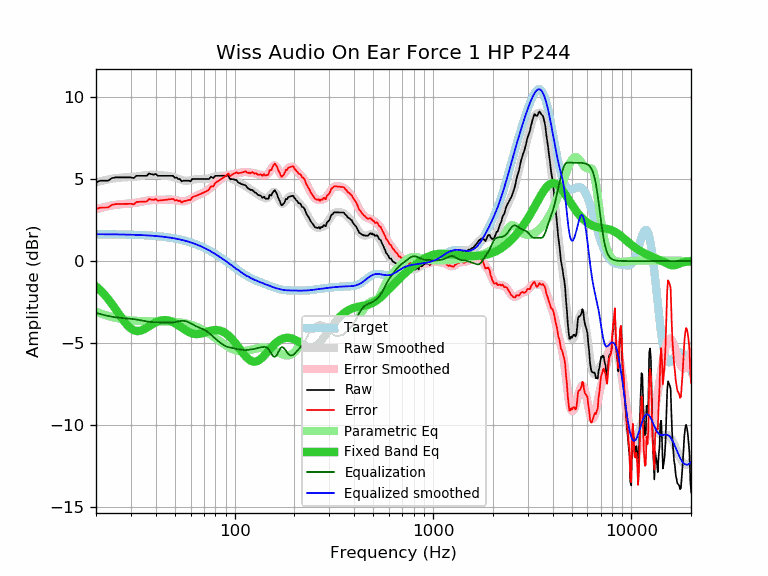 Wiss Audio On Ear Force 1 HP P244
10
5
0
−5
−10
−15
Amplitude (dBr)
Target
Raw Smoothed
Error Smoothed
Raw
Error
Parametric Eq
Fixed Band Eq
Equalization
Equalized smoothed
100
1000
10000
Frequency (Hz)